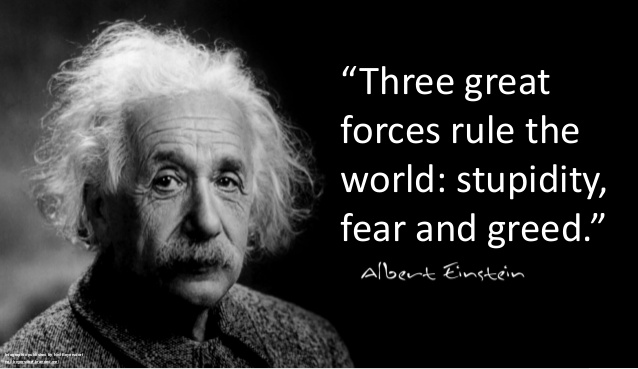 “Three great
forces rule the
world: stupidity,
fear and greed.”
Albert Einstein